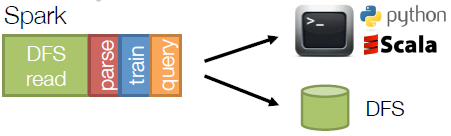 Spark
DFS
read
parse
train
query
>_
python
Scala
DFS